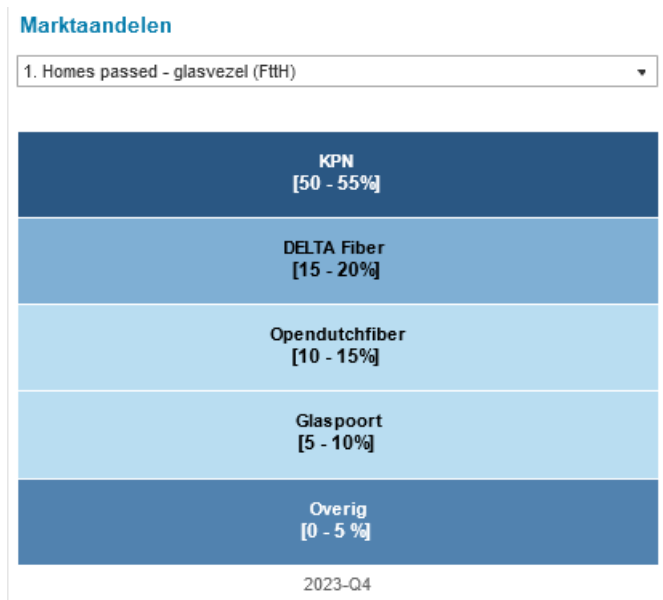 Marktaandelen
1. Homes passed - glasvezel (FttH)
KPN
[50 - 55%]
DELTA Fiber
[15 - 20%]
Opendutchfiber
[10 - 15%]
Glaspoort
[5 - 10%]
Overig
[0 - 5 %]
2023-Q4